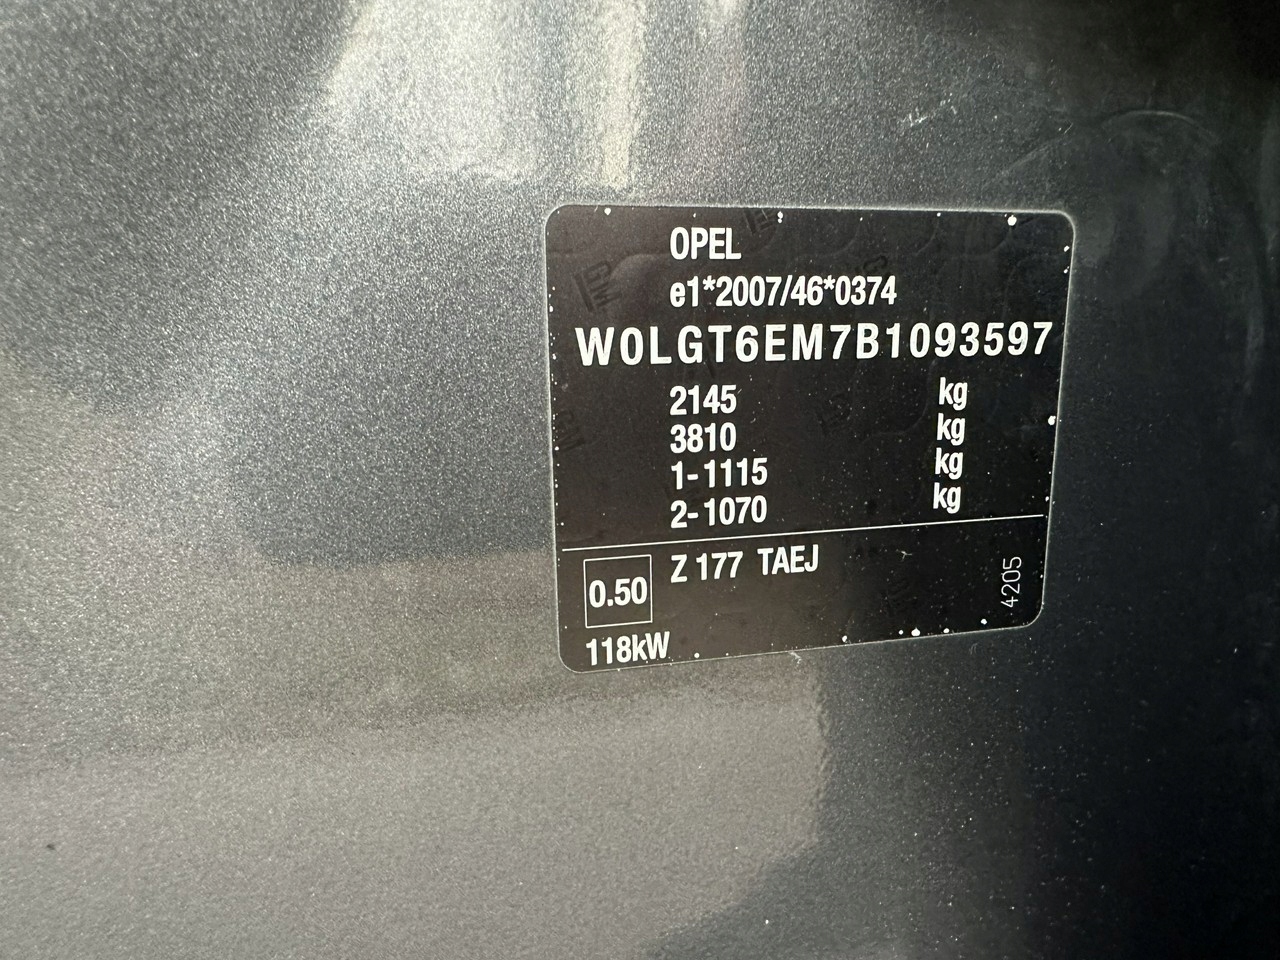 OPEL
e1*2007/46*0374
W0LGT6EM7B1093597
2145 kg
3810 kg
1-1115 kg
2-1070 kg
0.50 Z 177 TAEJ
118kW
4205